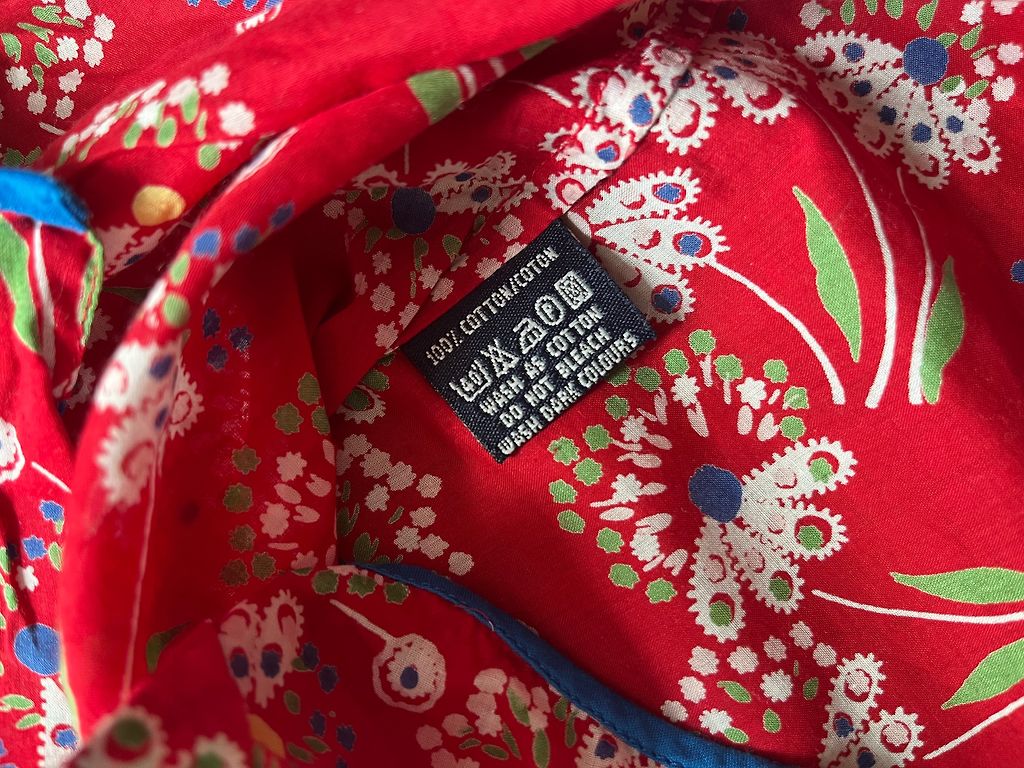 100% COTTON/COTON
WASH AS COTTON
DO NOT BLEACH
WASH DARK COLOURS